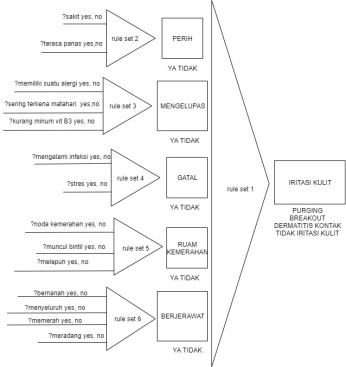 ?sakit yes, no
?terasa panas yes,no
rule set 2
PERIH
YA TIDAK
?memiliki suatu alergi yes, no
?sering terkena matahari yes,no
?kurang minum vit B3 yes, no
rule set 3
MENGELUPAS
YA TIDAK
?mengalami infeksi yes, no
?stres yes, no
rule set 4
GATAL
YA TIDAK
?noda kemerahan yes, no
?muncul bintil yes, no
?melepuh yes, no
rule set 5
RUAM
KEMERAHAN
YA TIDAK
?bernanah yes, no
?menyeluruh yes, no
?memerah yes, no
?meradang yes, no
rule set 6
BERJERAWAT
YA TIDAK
rule set 1
IRITASI KULIT
PURGING
BREAKOUT
DERMATITIS KONTAK
TIDAK IRITASI KULIT